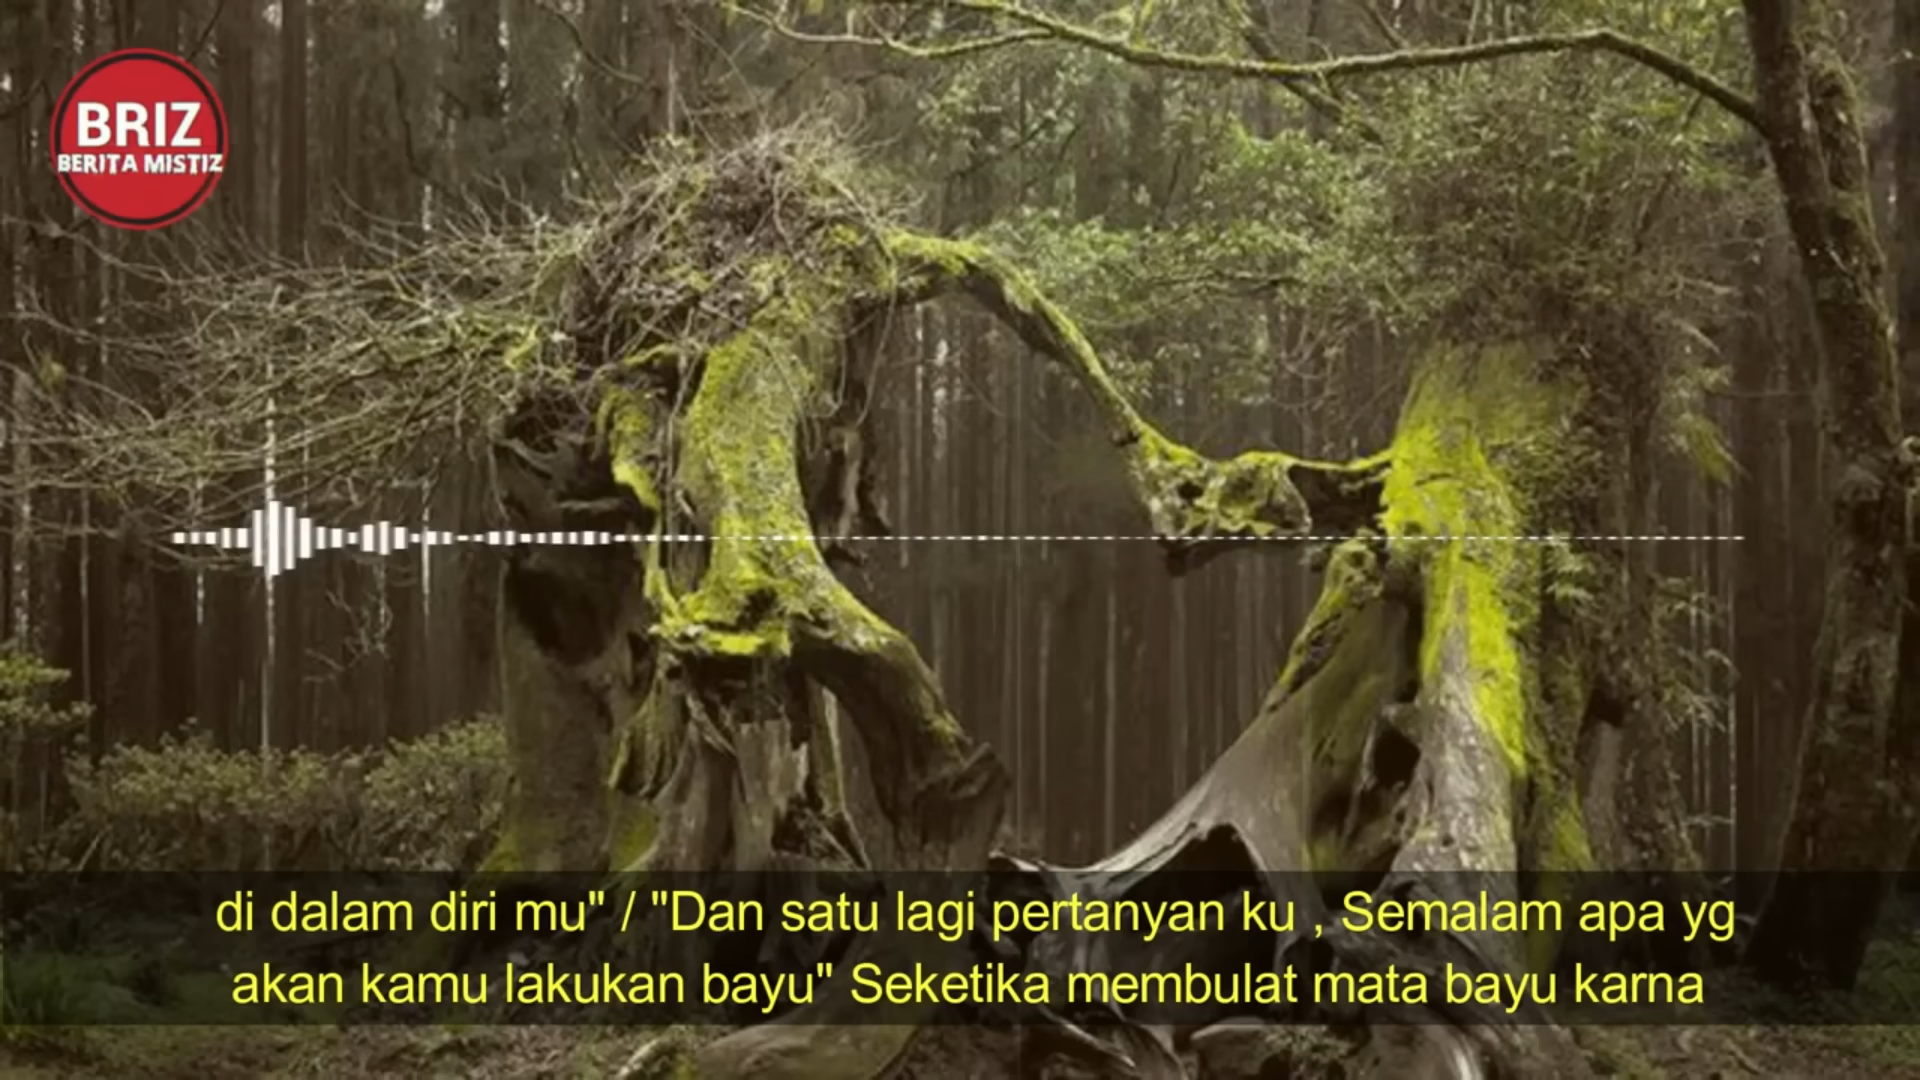 BRIZ
BERITA MISTIZ
di dalam diri mu" / "Dan satu lagi pertanyan ku , Semalam apa yg
akan kamu lakukan bayu" Seketika membulat mata bayu karna